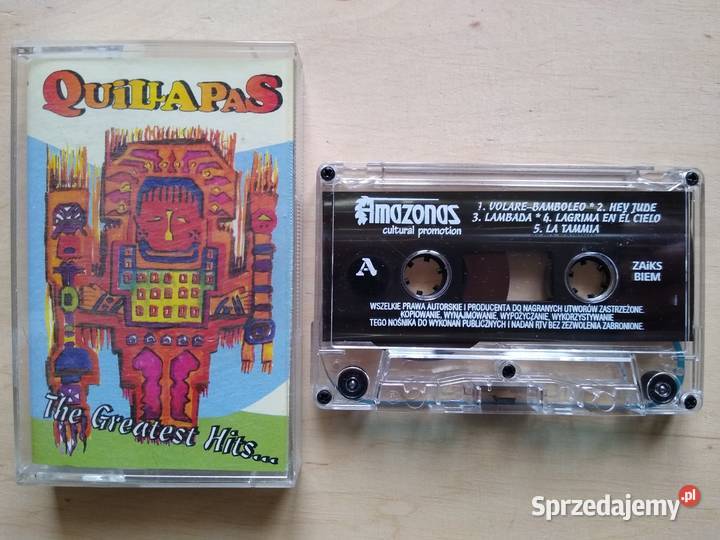 QUILLAPAS
The Greatest Hits...
Amazonas
cultural promotion
1. VOLARE-BAMBOLEO * 2. HEY JUDE
3. LAMBADA * 4. LAGRIMA EN EL CIELO
5. LA TAMMIA
A
ZAiKS
BIEM
WSZELKIE PRAWA AUTORSKIE I PRODUCENTA DO NAGRANYCH UTWORÓW ZASTRZEŻONE.
KOPIOWANIE, WYNAJMOWANIE, WYPOŻYCZANIE, WYKORZYSTYWANIE
TEGO NOŚNIKA DO WYKONAŃ PUBLICZNYCH I NADAŃ RTV BEZ ZEZWOLENIA ZABRONIONE.
Sprzedajemy.pl